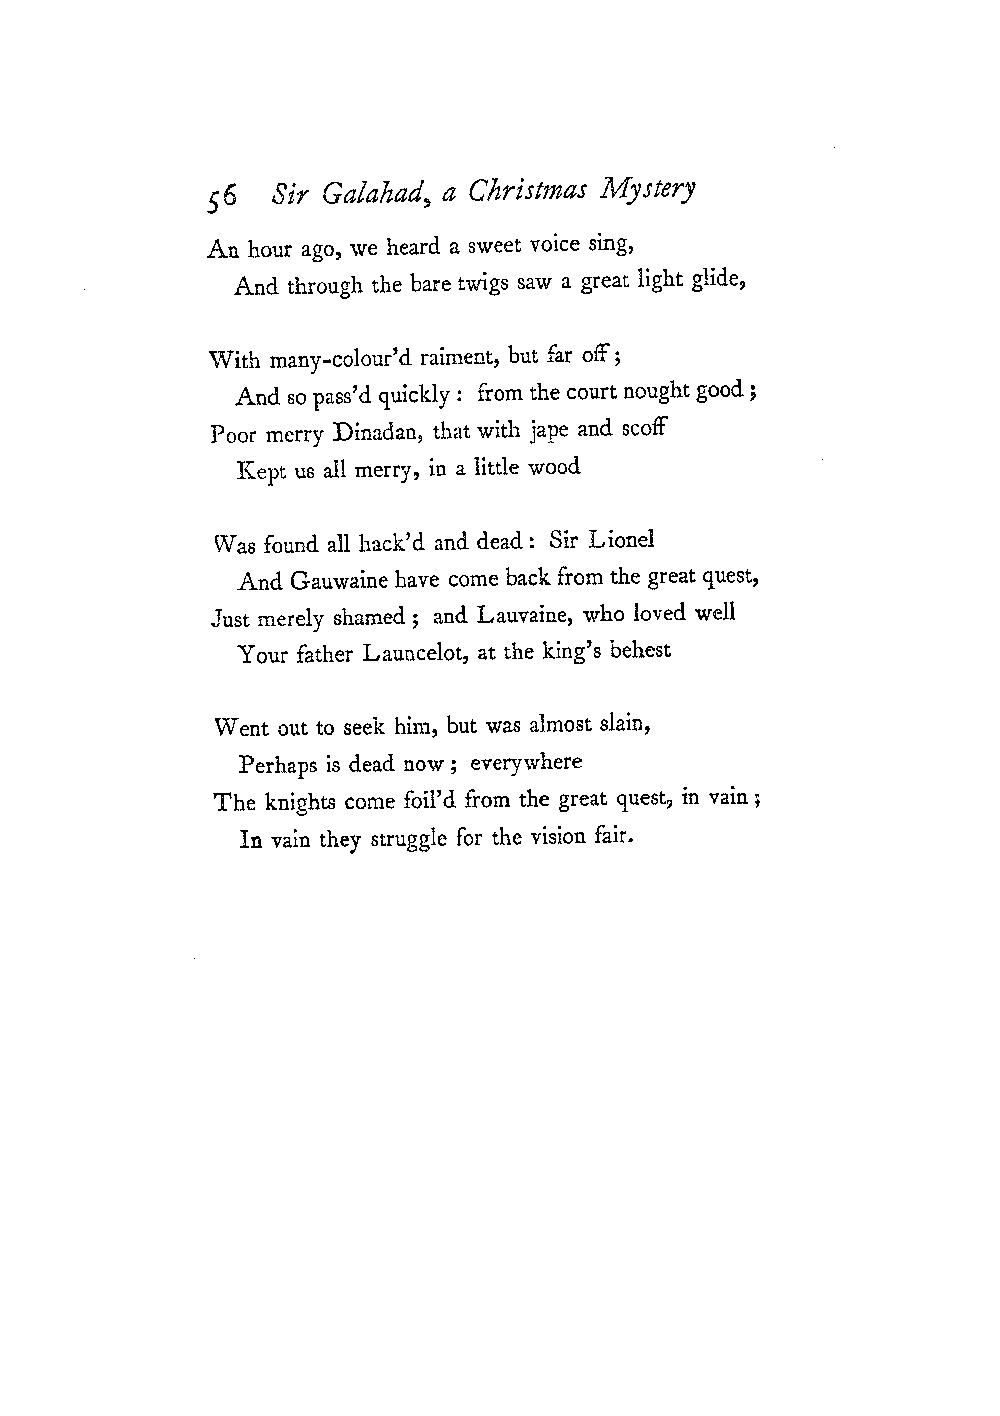 56 Sir Galahad, a Christmas Mystery
An hour ago, we heard a sweet voice sing,
And through the bare twigs saw a great light glide,
With many-colour'd raiment, but far off;
And so pass'd quickly: from the court nought good;
Poor merry Dinadan, that with jape and scoff
Kept us all merry, in a little wood
Was found all hack'd and dead: Sir Lionel
And Gauwaine have come back from the great quest,
Just merely shamed; and Lauvaine, who loved well
Your father Launcelot, at the king's behest
Went out to seek him, but was almost slain,
Perhaps is dead now; everywhere
The knights come foil'd from the great quest, in vain;
In vain they struggle for the vision fair.